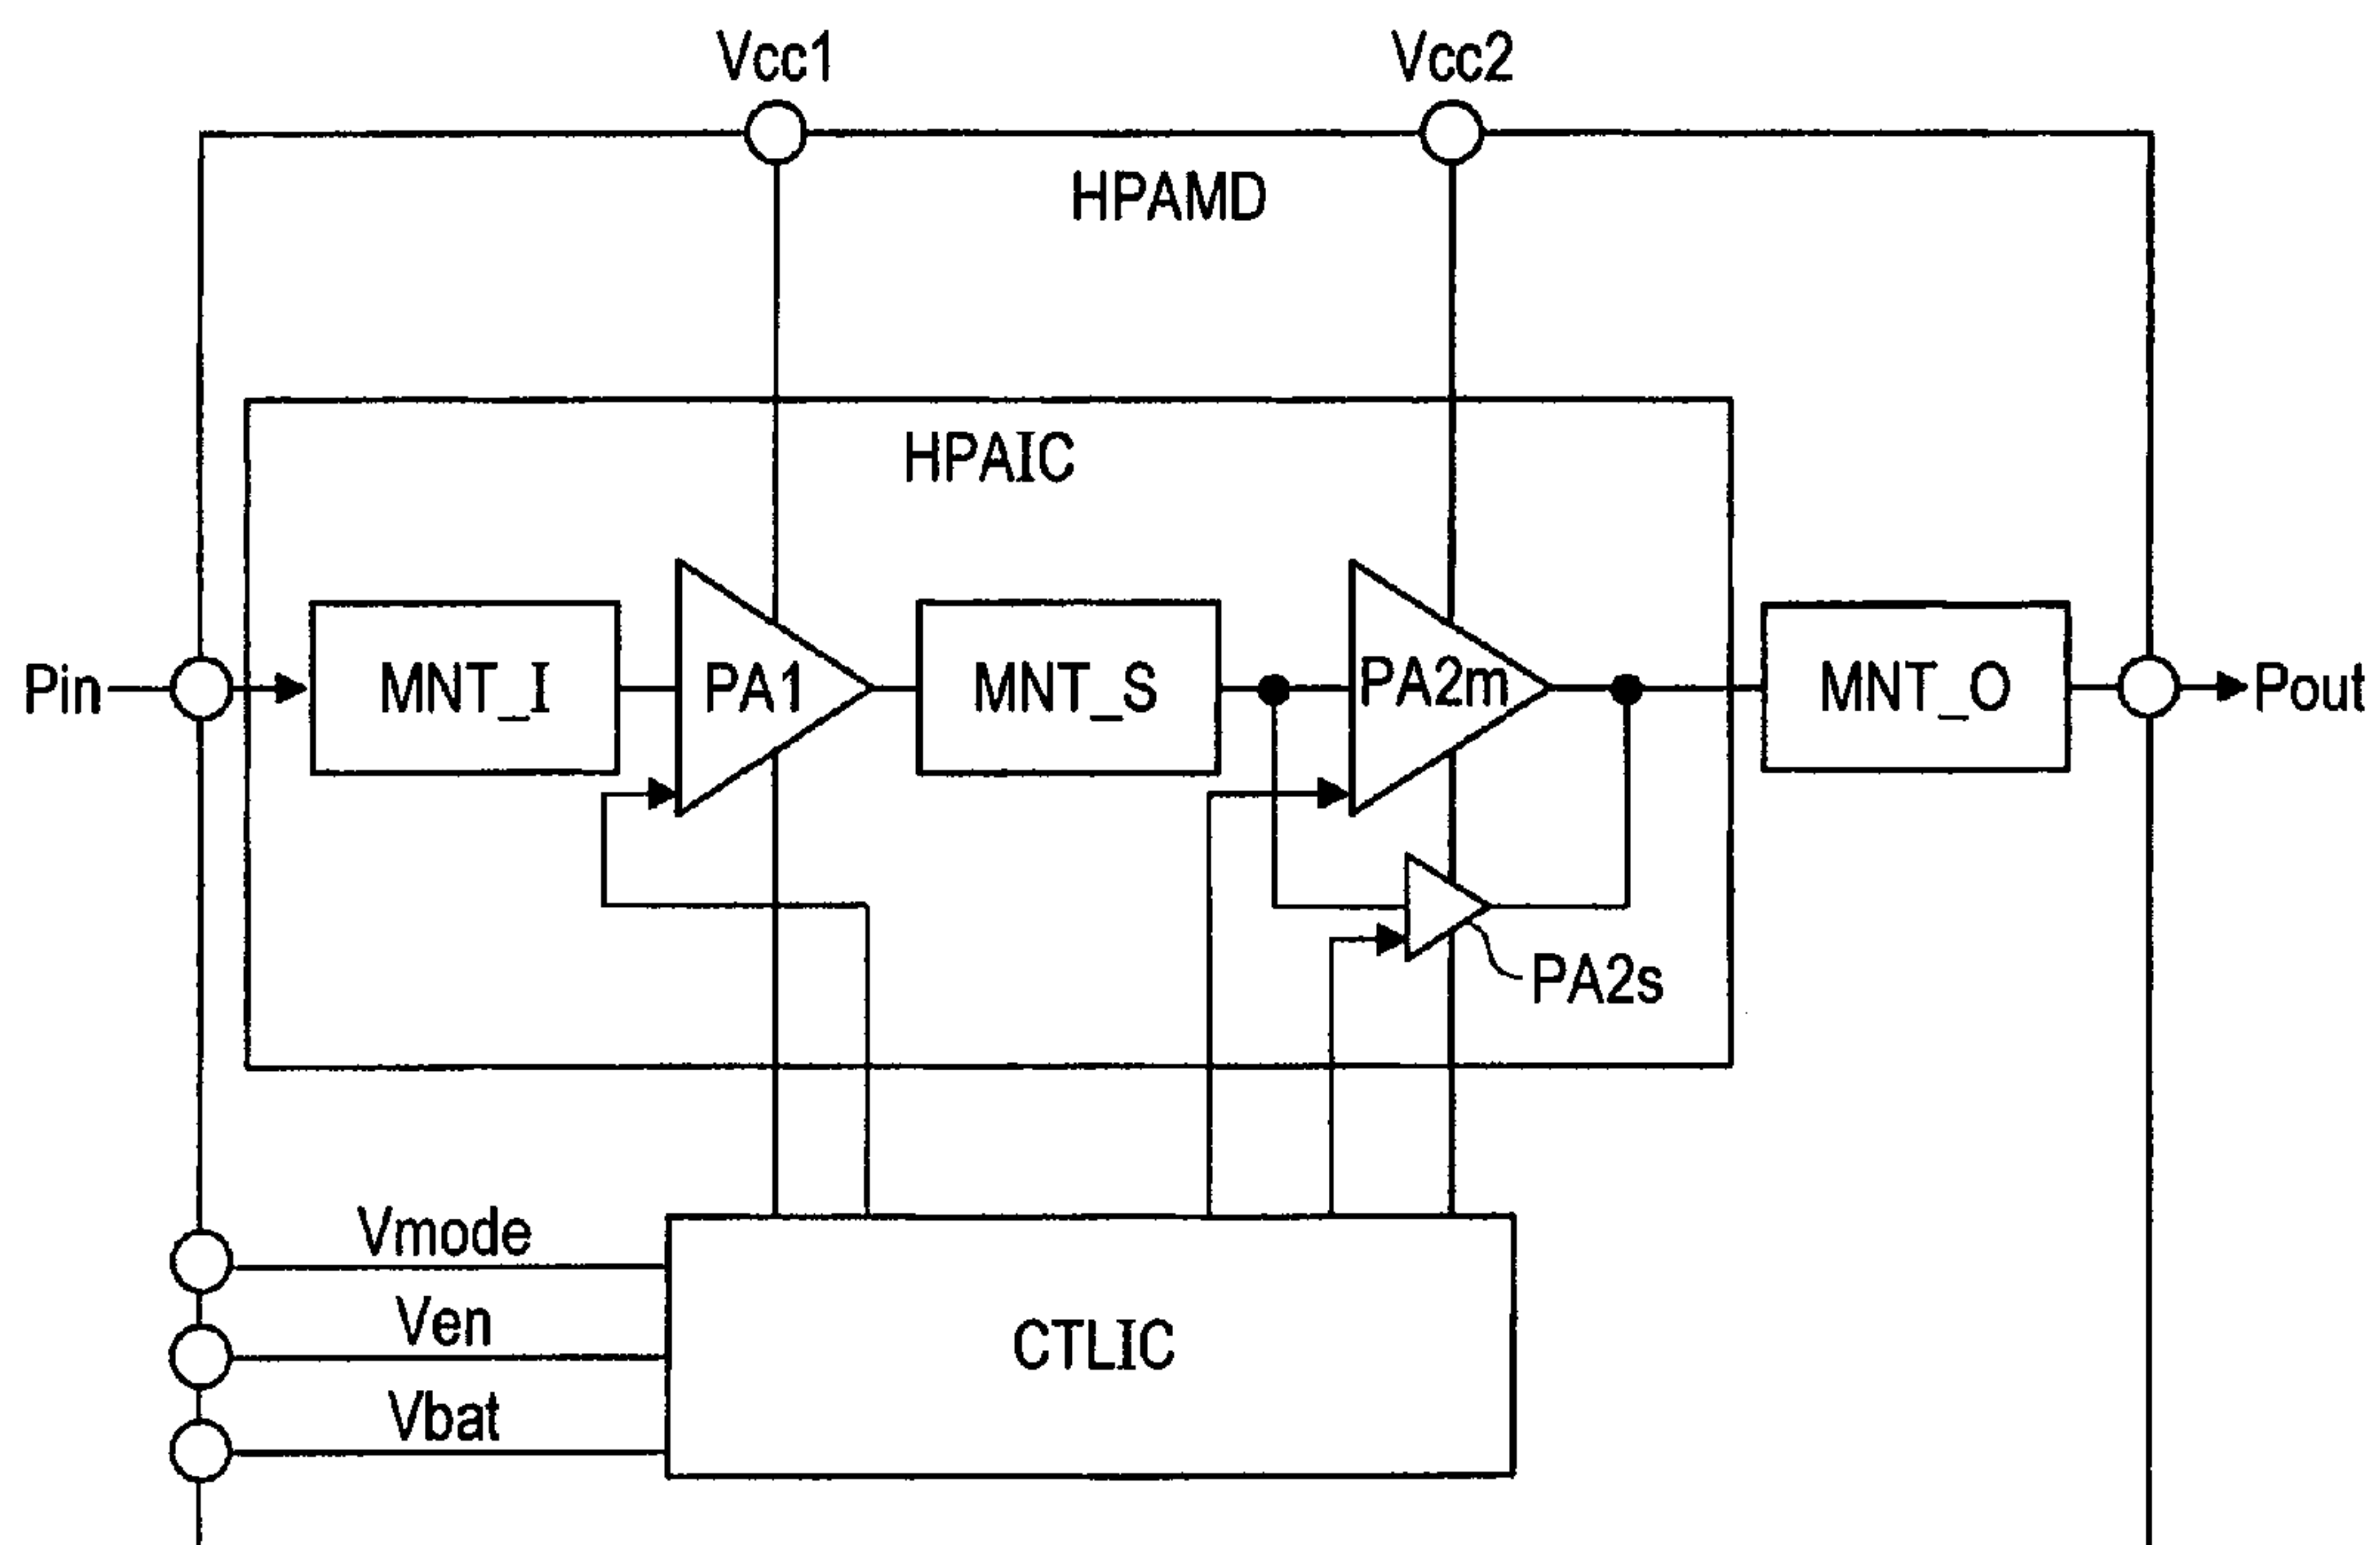 Vcc1 Vcc2
HPAMD
HPAIC
Pin MNT_I PA1 MNT_S PA2m MNT_O Pout
PA2s
Vmode
Ven
CTLIC
Vbat